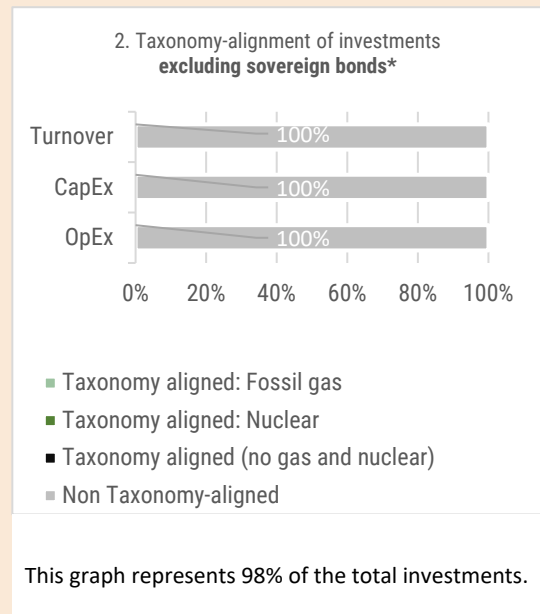 2. Taxonomy-alignment of investments
excluding sovereign bonds*
Turnover
100%
CapEx
100%
OpEx
100%
0% 20% 40% 60% 80% 100%
Taxonomy aligned: Fossil gas
Taxonomy aligned: Nuclear
Taxonomy aligned (no gas and nuclear)
Non Taxonomy-aligned
This graph represents 98% of the total investments.